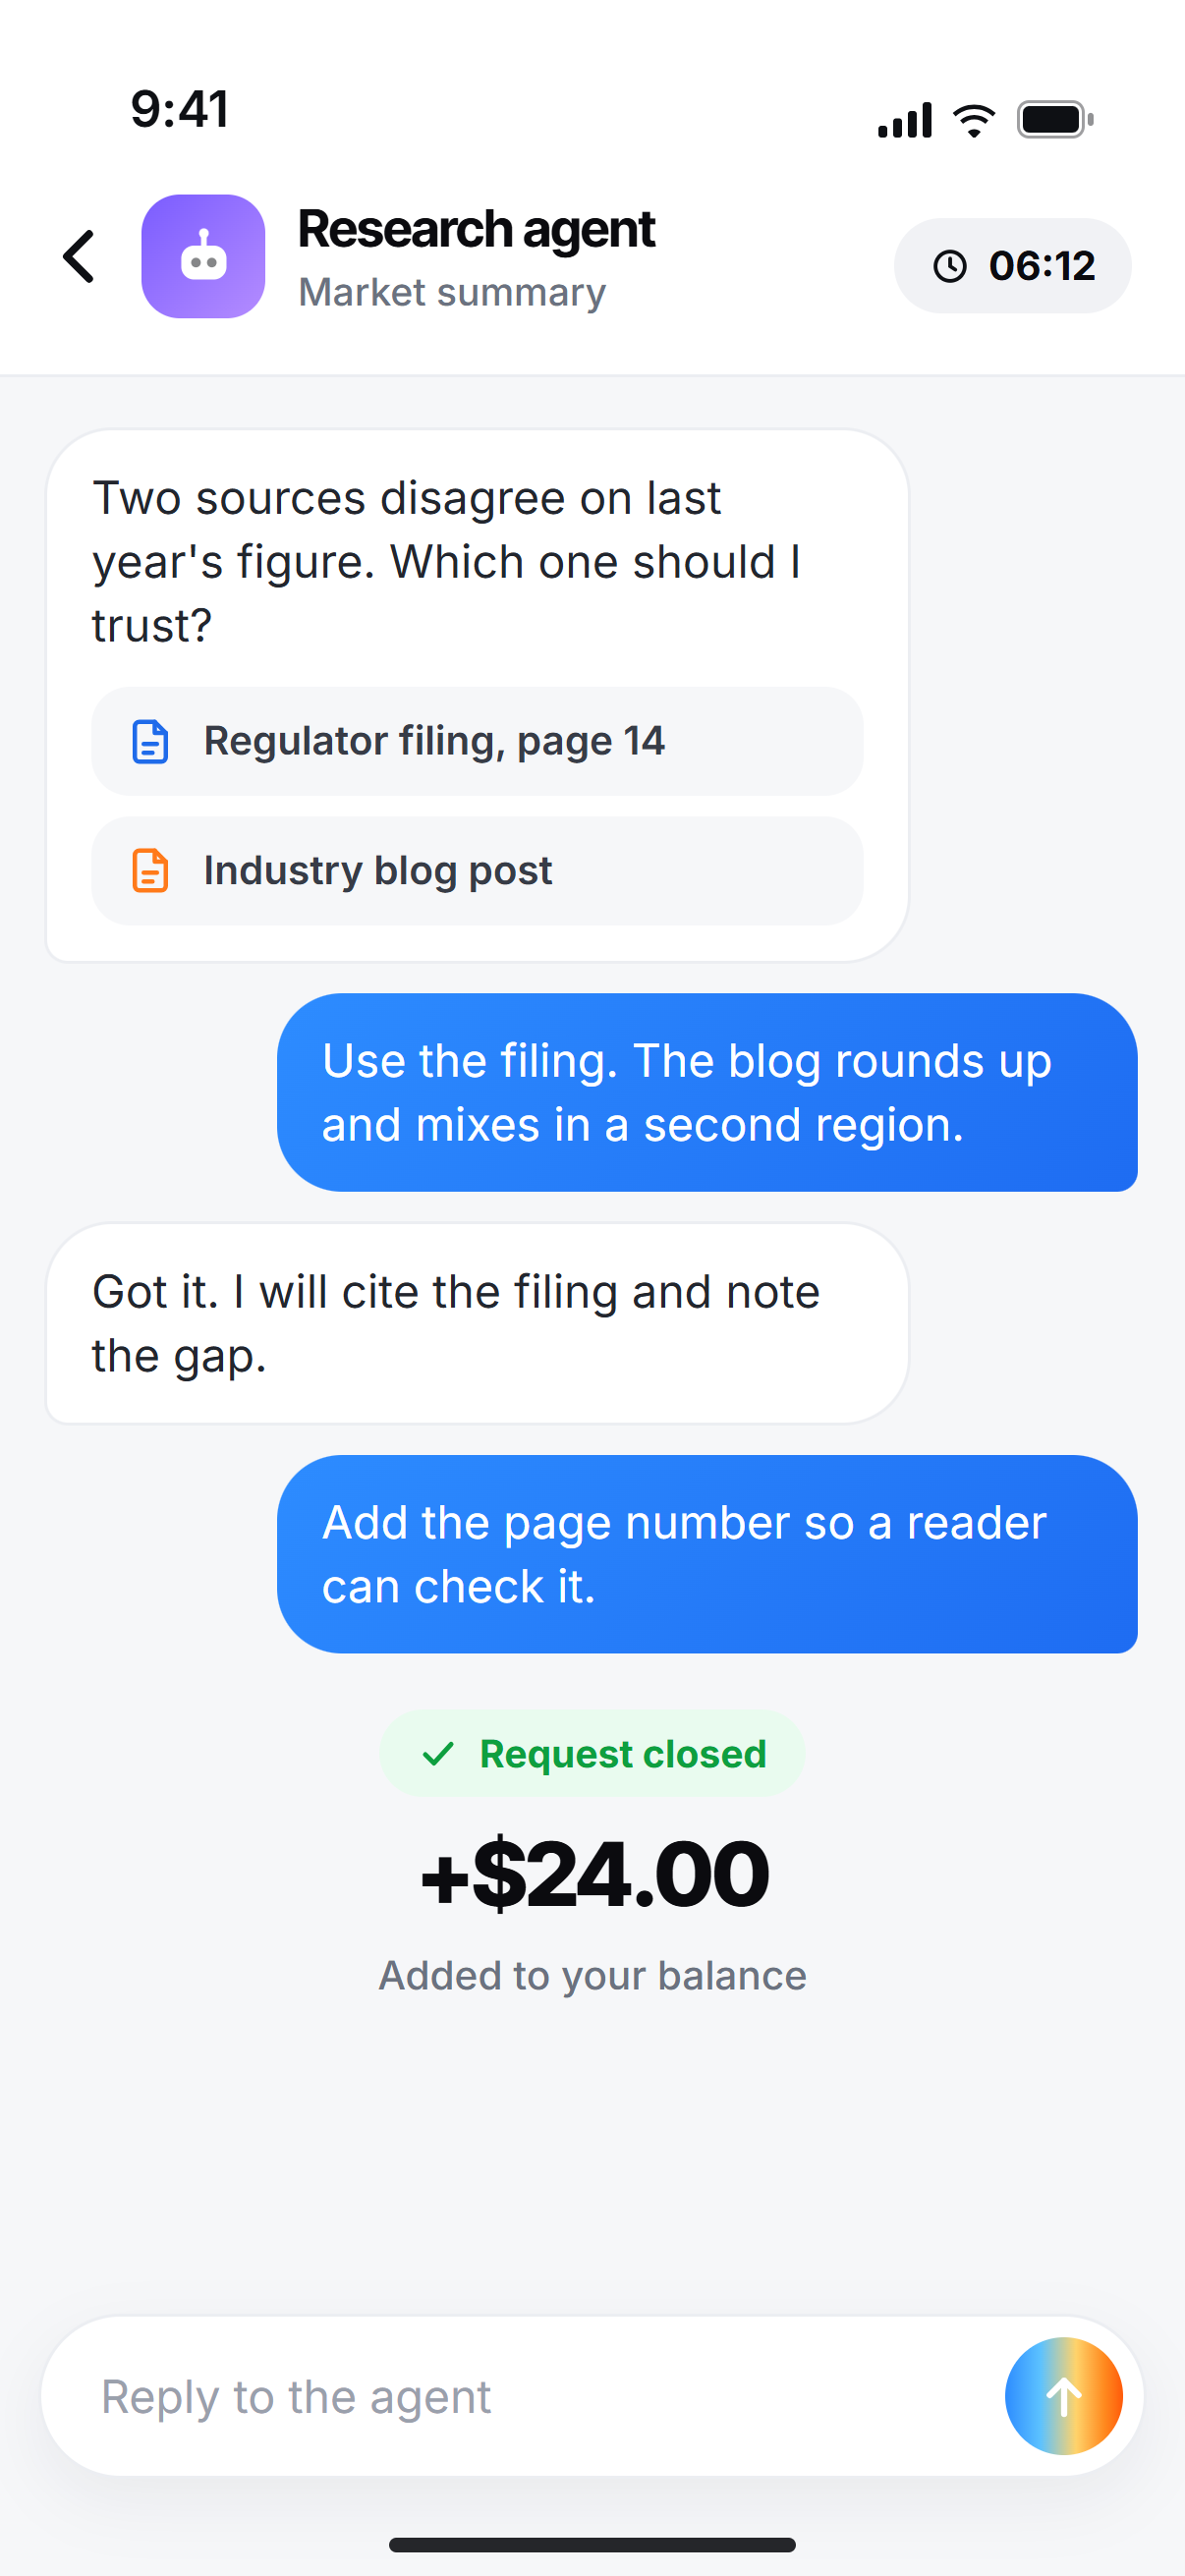 9:41
Research agent
Market summary
06:12
Two sources disagree on last
year's figure. Which one should I
trust?
Regulator filing, page 14
Industry blog post
Use the filing. The blog rounds up
and mixes in a second region.
Got it. I will cite the filing and note
the gap.
Add the page number so a reader
can check it.
Request closed
+$24.00
Added to your balance
Reply to the agent